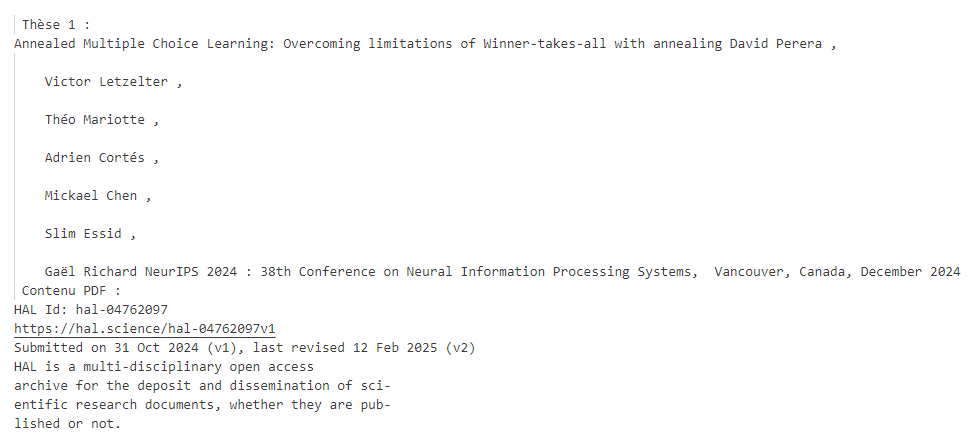 Thèse 1 :
Annealed Multiple Choice Learning: Overcoming limitations of Winner-takes-all with annealing David Perera ,
Victor Letzelter ,
Théo Mariotte ,
Adrien Cortés ,
Mickael Chen ,
Slim Essid ,
Gaël Richard NeurIPS 2024 : 38th Conference on Neural Information Processing Systems,  Vancouver, Canada, December 2024
Contenu PDF :
HAL Id: hal-04762097
https://hal.science/hal-04762097v1
Submitted on 31 Oct 2024 (v1), last revised 12 Feb 2025 (v2)
HAL is a multi-disciplinary open access
archive for the deposit and dissemination of sci-
entific research documents, whether they are pub-
lished or not.